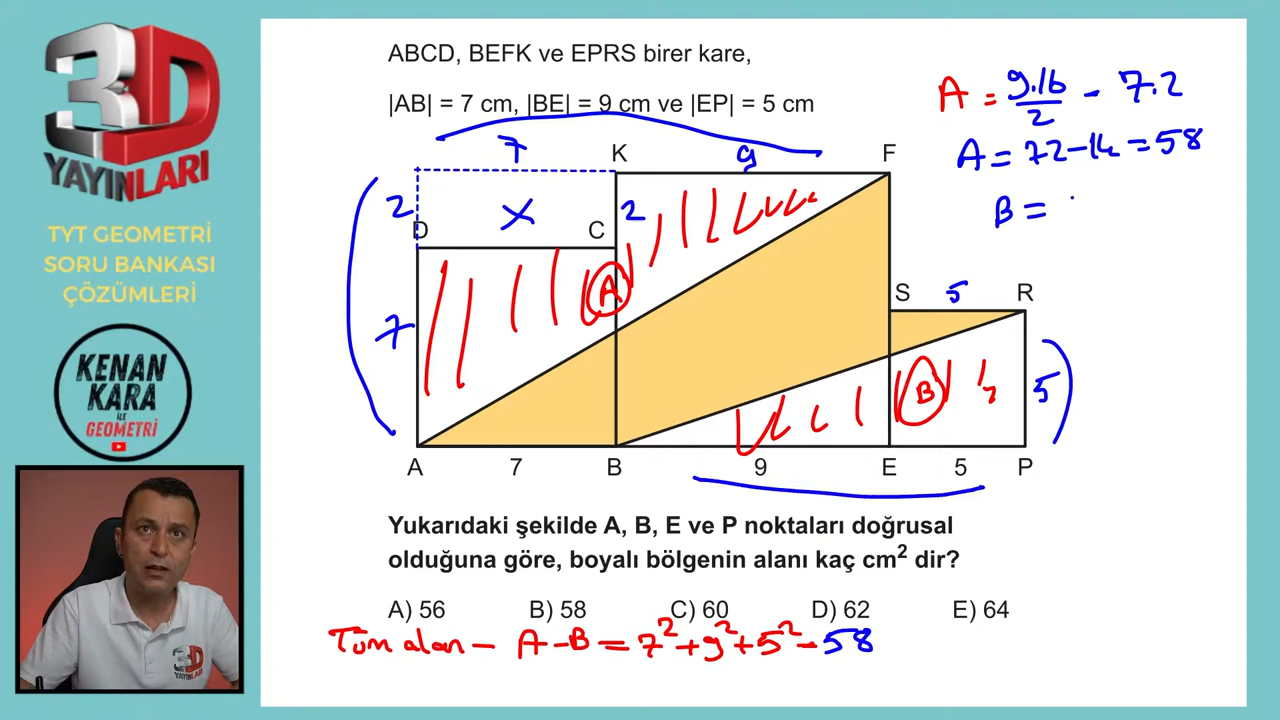 3D
YAYINLARI
TYT GEOMETRİ
SORU BANKASI
ÇÖZÜMLERİ
KENAN
KARA
İLE
GEOMETRİ
ABCD, BEFK ve EPRS birer kare,
|AB| = 7 cm, |BE| = 9 cm ve |EP| = 5 cm
A = 9.16/2 - 7.2
A = 72 - 14 = 58
B =
7
K
9
F
2
X
2
D
C
A
S
5
R
7
B
5
A
7
B
9
E
5
P
Yukarıdaki şekilde A, B, E ve P noktaları doğrusal
olduğuna göre, boyalı bölgenin alanı kaç cm² dir?
A) 56 B) 58 C) 60 D) 62 E) 64
Tüm alan - A - B = 7² + 9² + 5² - 58
3D
YAYINLARI